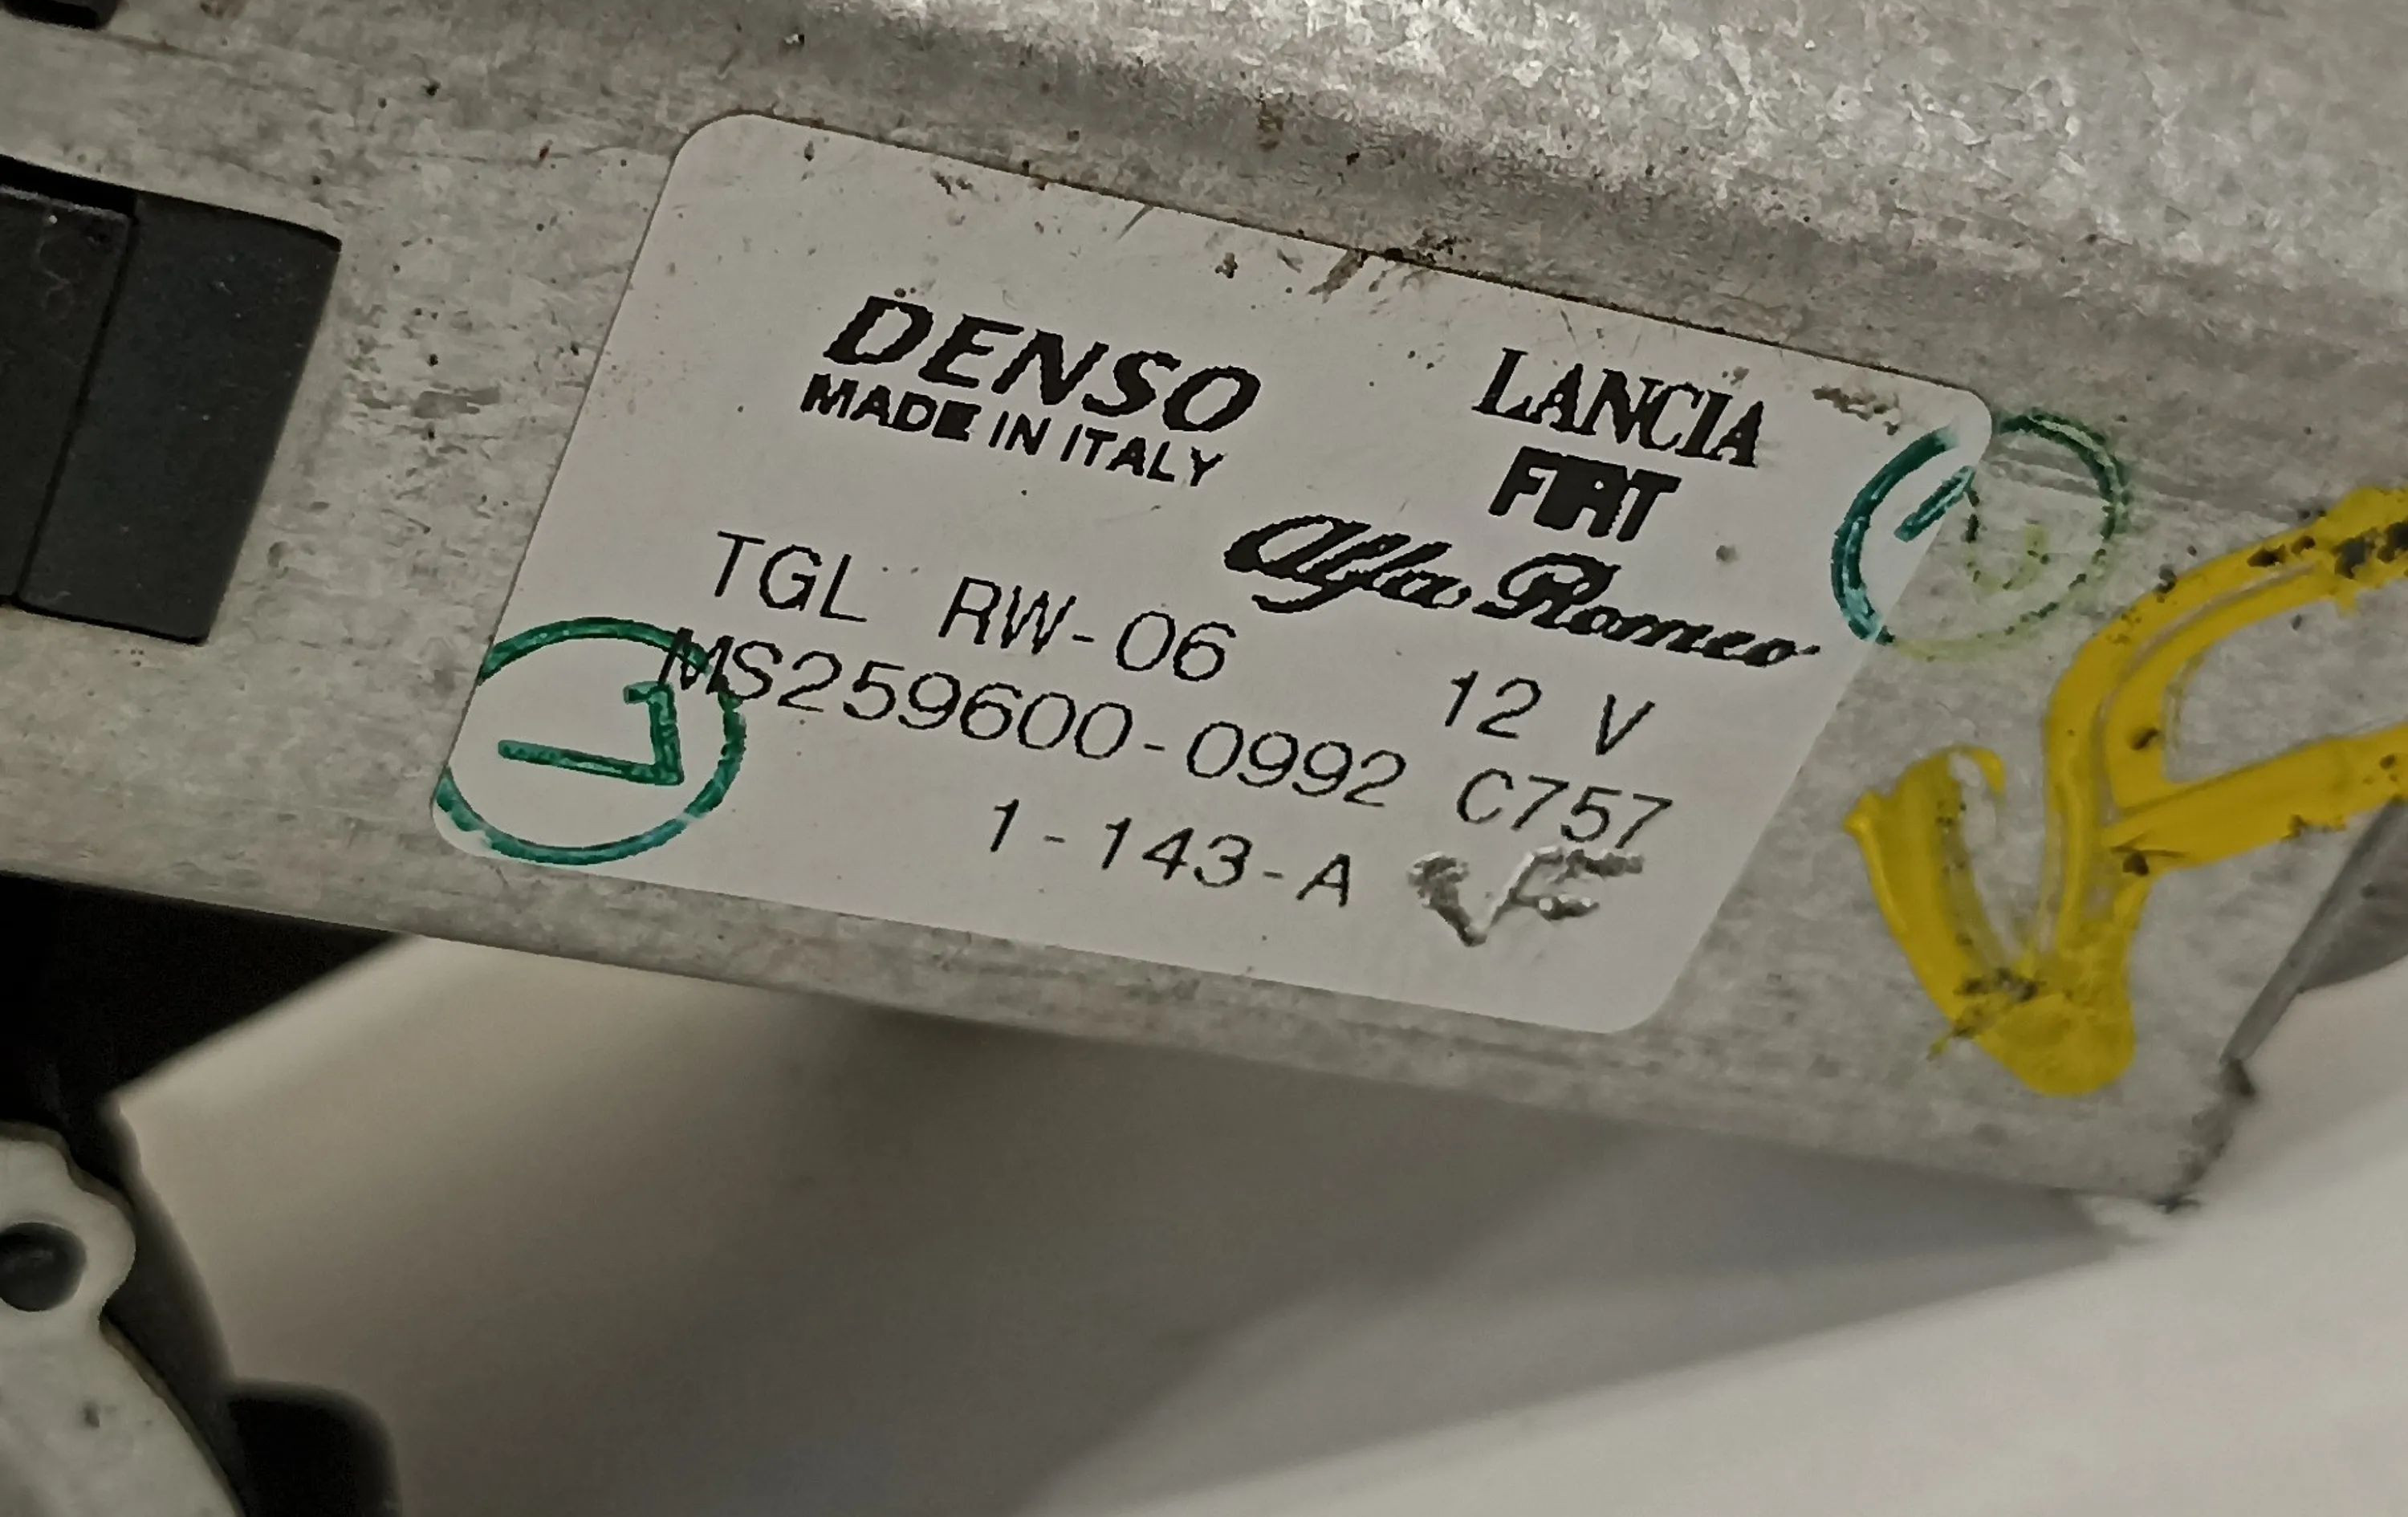 DENSO
MADE IN ITALY
LANCIA
FIAT
Alfa Romeo
TGL RW-06 12 V
MS259600-0992 C757
1-143-A